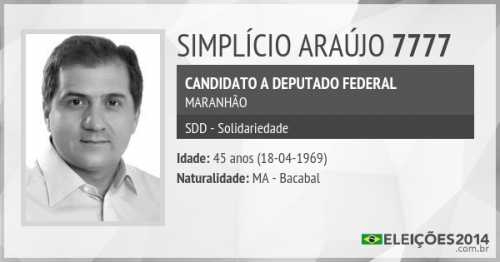 SIMPLÍCIO ARAÚJO 7777
CANDIDATO A DEPUTADO FEDERAL
MARANHÃO
SDD - Solidariedade
Idade: 45 anos (18-04-1969)
Naturalidade: MA - Bacabal
ELEIÇÕES2014
.com.br